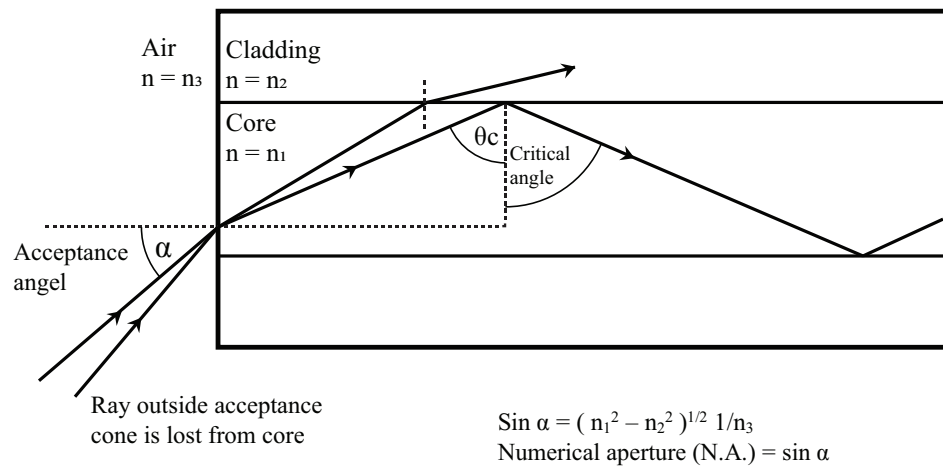 Air
n = n₃
Cladding
n = n₂
Core
n = n₁
θc
Critical
angle
α
Acceptance
angel
Ray outside acceptance
cone is lost from core
Sin α = ( n₁² – n₂² )¹/² 1/n₃
Numerical aperture (N.A.) = sin α